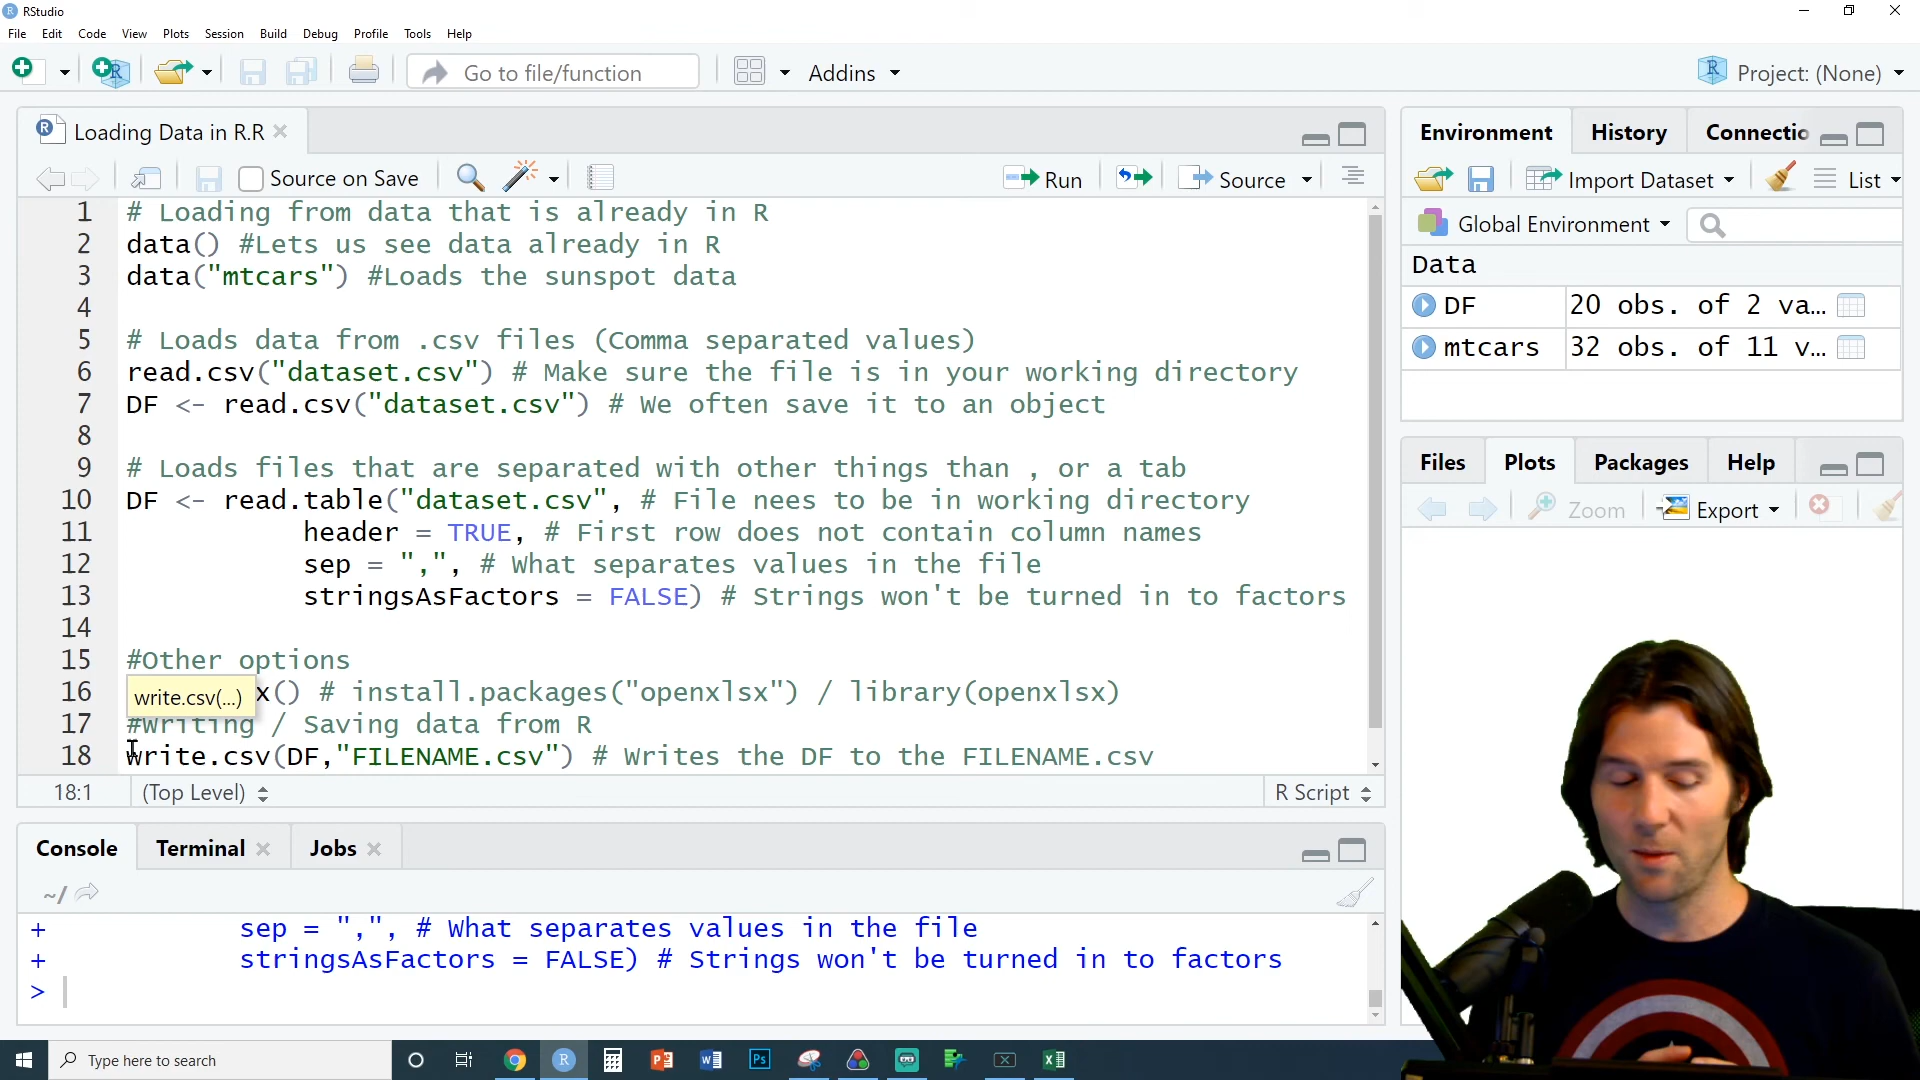 RStudio
File Edit Code View Plots Session Build Debug Profile Tools Help
Go to file/function Addins Project: (None)
Loading Data in R.R
Source on Save Run Source
1 # Loading from data that is already in R
2 data() #Lets us see data already in R
3 data("mtcars") #Loads the sunspot data
4
5 # Loads data from .csv files (Comma separated values)
6 read.csv("dataset.csv") # Make sure the file is in your working directory
7 DF <- read.csv("dataset.csv") # We often save it to an object
8
9 # Loads files that are separated with other things than , or a tab
10 DF <- read.table("dataset.csv", # File nees to be in working directory
11 header = TRUE, # First row does not contain column names
12 sep = ",", # What separates values in the file
13 stringsAsFactors = FALSE) # Strings won't be turned in to factors
14
15 #Other options
16 x() # install.packages("openxlsx") / library(openxlsx)
write.csv(...)
17 #Writing / Saving data from R
18 write.csv(DF,"FILENAME.csv") # Writes the DF to the FILENAME.csv
18:1 (Top Level) R Script
Console Terminal Jobs
~/
+ sep = ",", # What separates values in the file
+ stringsAsFactors = FALSE) # Strings won't be turned in to factors
>
Environment History Connectio
Import Dataset List
Global Environment
Data
DF 20 obs. of 2 va...
mtcars 32 obs. of 11 v...
Files Plots Packages Help
Zoom Export
Type here to search